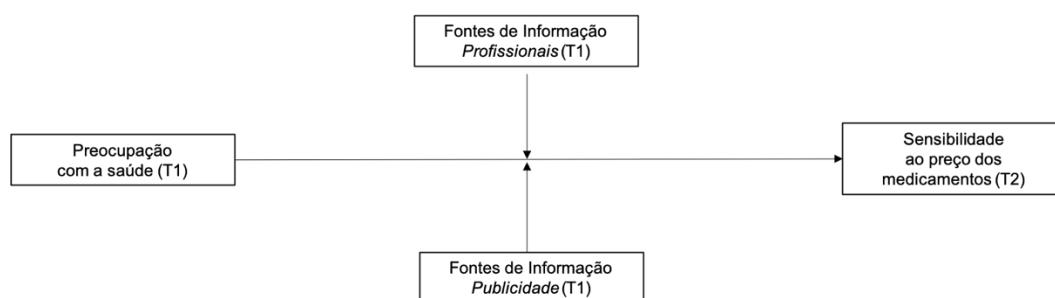 Fontes de Informação
Profissionais (T1)
Preocupação
com a saúde (T1)
Sensibilidade
ao preço dos
medicamentos (T2)
Fontes de Informação
Publicidade (T1)